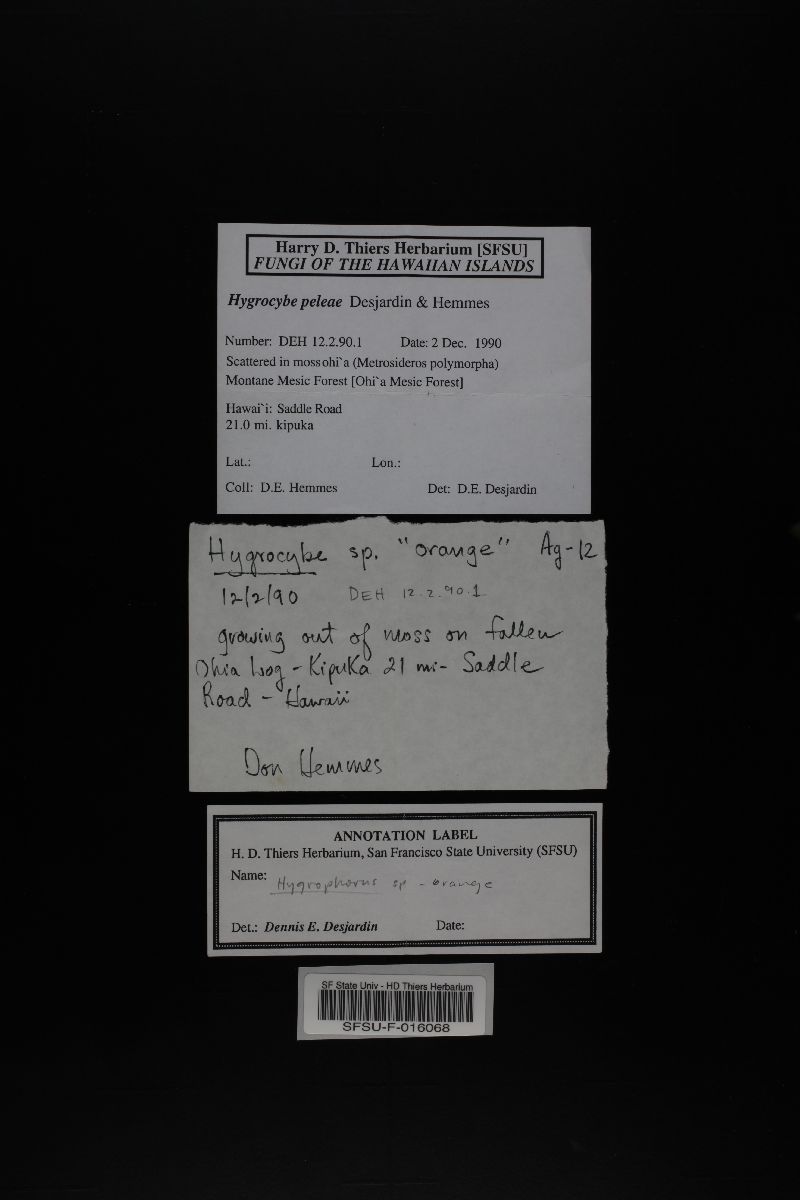 Harry D. Thiers Herbarium [SFSU]
FUNGI OF THE HAWAIIAN ISLANDS
Hygrocybe peleae Desjardin & Hemmes
Number: DEH 12.2.90.1 Date: 2 Dec. 1990
Scattered in moss ohi`a (Metrosideros polymorpha)
Montane Mesic Forest [Ohi`a Mesic Forest]
Hawai`i: Saddle Road
21.0 mi. kipuka
Lat.: Lon.:
Coll: D.E. Hemmes Det: D.E. Desjardin
Hygrocybe sp. "orange" Ag-12
12/2/90 DEH 12.2.90.1
growing out of moss on fallen
Ohia log - Kipuka 21 mi- Saddle
Road - Hawaii
Don Hemmes
ANNOTATION LABEL
H. D. Thiers Herbarium, San Francisco State University (SFSU)
Name: Hygrophorus sp - orange
Det.: Dennis E. Desjardin Date:
SF State Univ - HD Thiers Herbarium
SFSU-F-016068